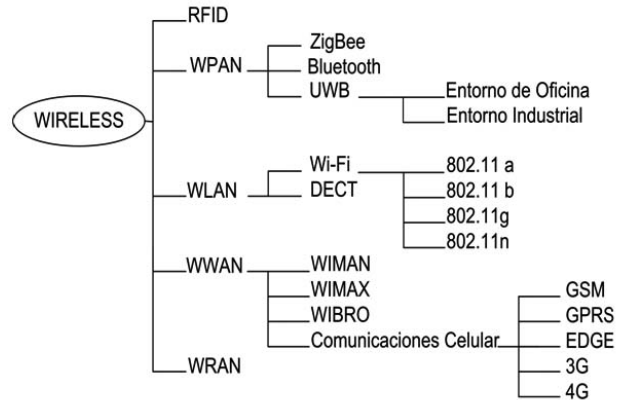 RFID
ZigBee
WPAN
Bluetooth
UWB
Entorno de Oficina
Entorno Industrial
WIRELESS
Wi-Fi
802.11 a
WLAN
DECT
802.11 b
802.11g
802.11n
WWAN
WIMAN
WIMAX
GSM
WIBRO
GPRS
Comunicaciones Celular
EDGE
WRAN
3G
4G